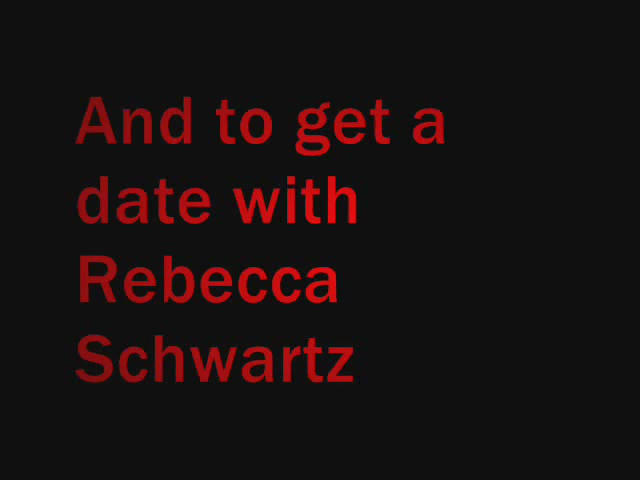 And to get a
date with
Rebecca
Schwartz